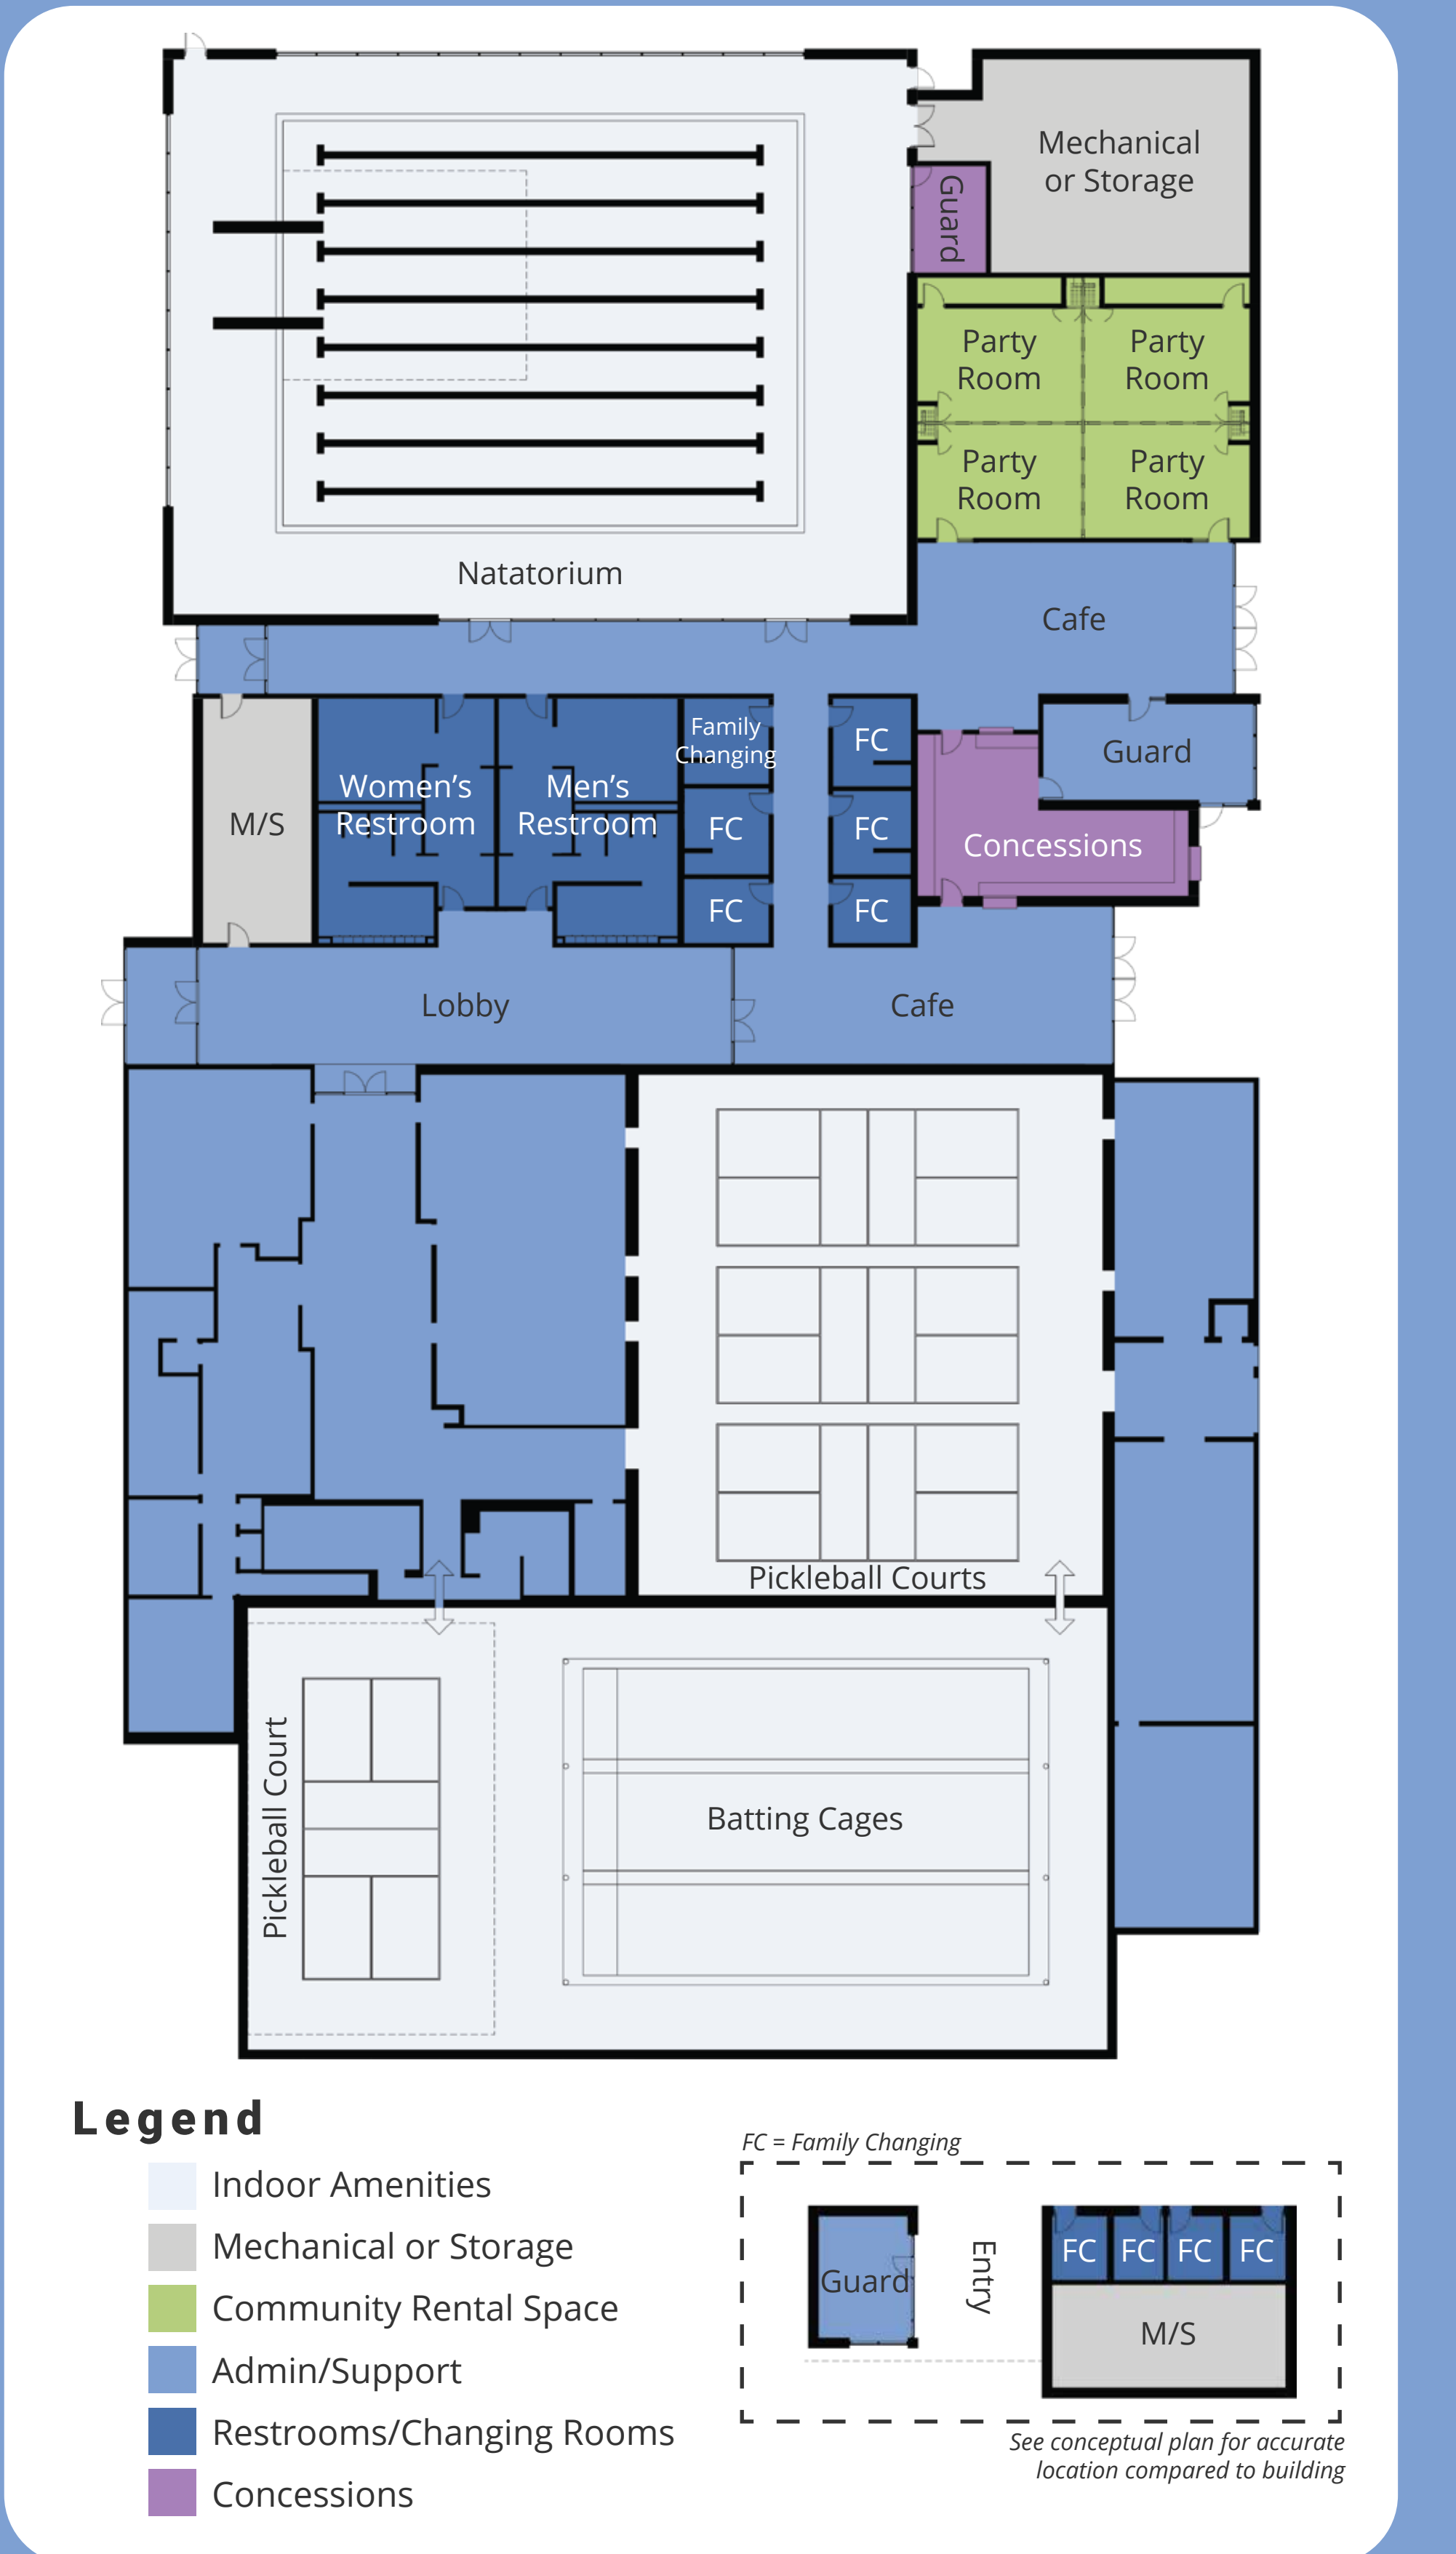 Mechanical
or Storage
Guard
Party
Room
Party
Room
Party
Room
Party
Room
Natatorium
Cafe
Family
Changing
FC
Guard
Women’s
Restroom
Men’s
Restroom
M/S
FC
FC
Concessions
FC
FC
Lobby
Cafe
Pickleball Courts
Pickleball Court
Batting Cages
Legend
Indoor Amenities
Mechanical or Storage
Community Rental Space
Admin/Support
Restrooms/Changing Rooms
Concessions
FC = Family Changing
Guard
Entry
FC
FC
FC
FC
M/S
See conceptual plan for accurate
location compared to building